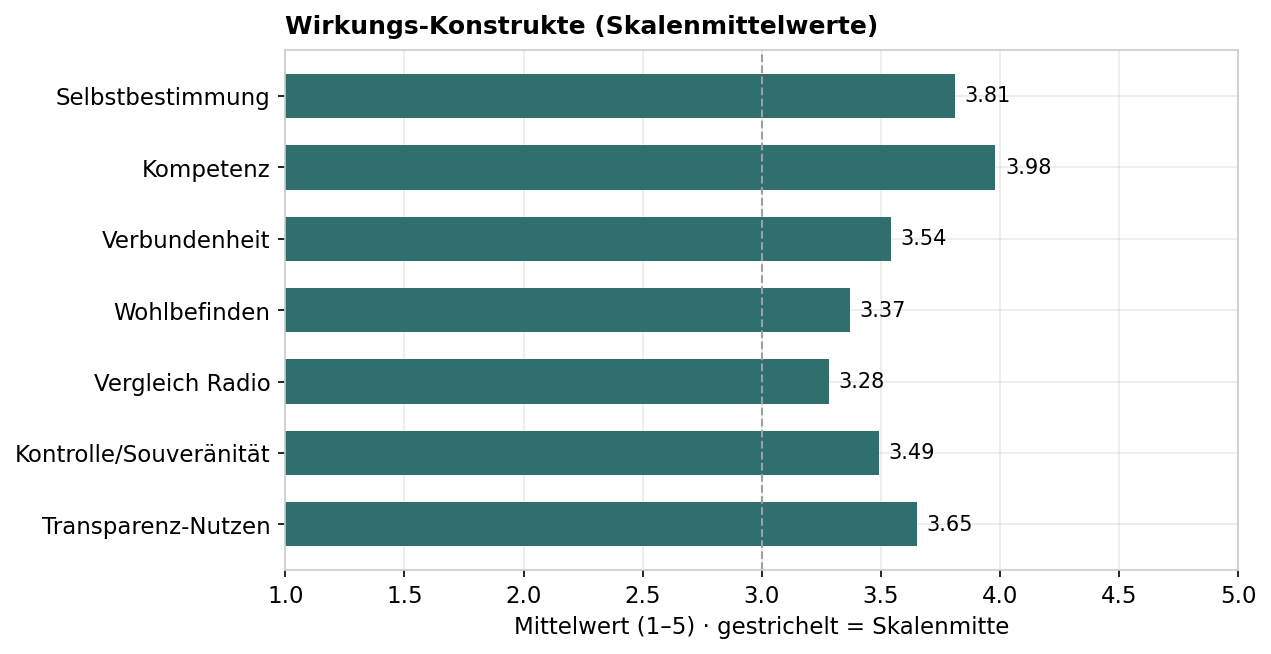 Wirkungs-Konstrukte (Skalenmittelwerte)
Selbstbestimmung 3.81
Kompetenz 3.98
Verbundenheit 3.54
Wohlbefinden 3.37
Vergleich Radio 3.28
Kontrolle/Souveränität 3.49
Transparenz-Nutzen 3.65
1.0 1.5 2.0 2.5 3.0 3.5 4.0 4.5 5.0
Mittelwert (1–5) · gestrichelt = Skalenmitte